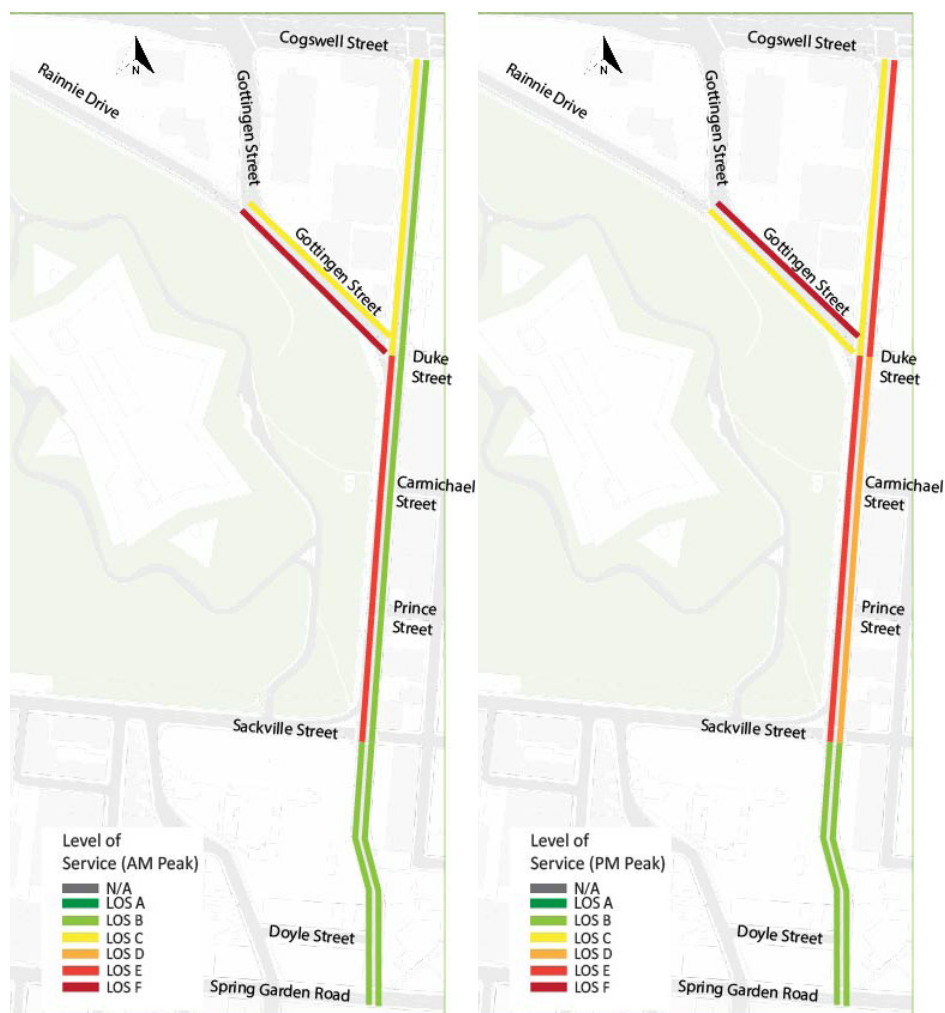 Cogswell Street
N
Rainnie Drive
Gottingen Street
Gottingen Street
Duke
Street
Carmichael
Street
Prince
Street
Sackville Street
Level of
Service (AM Peak)
N/A
LOS A
LOS B
LOS C
LOS D
LOS E
LOS F
Doyle Street
Spring Garden Road
Cogswell Street
N
Rainnie Drive
Gottingen Street
Gottingen Street
Duke
Street
Carmichael
Street
Prince
Street
Sackville Street
Level of
Service (PM Peak)
N/A
LOS A
LOS B
LOS C
LOS D
LOS E
LOS F
Doyle Street
Spring Garden Road